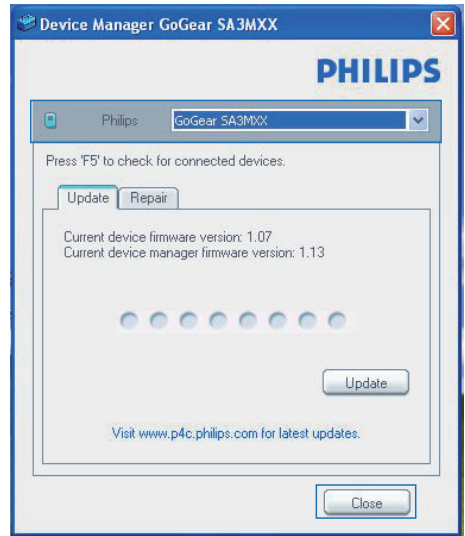 Device Manager GoGear SA3MXX
PHILIPS
Philips GoGear SA3MXX
Press 'F5' to check for connected devices.
Update Repair
Current device firmware version: 1.07
Current device manager firmware version: 1.13
Update
Visit www.p4c.philips.com for latest updates.
Close